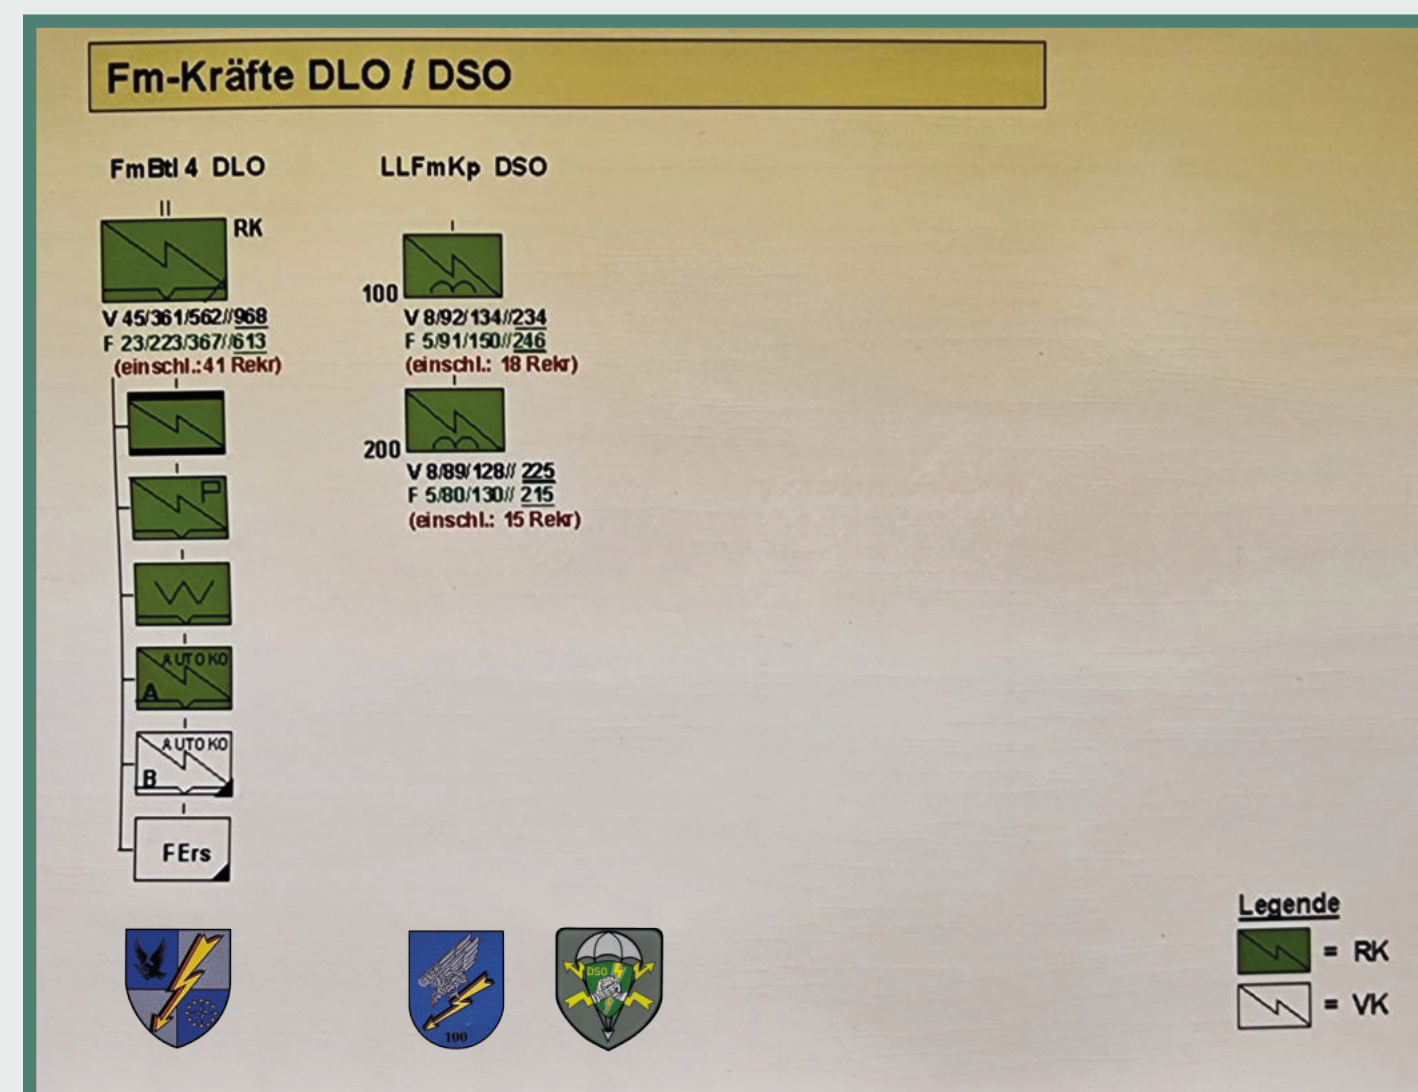 Fm-Kräfte DLO / DSO
FmBtl 4 DLO
RK
V 45/361/562//968
F 23/223/367//613
(einschl.:41 Rekr)
P
W
AUTOKO
A
AUTOKO
B
FErs
LLFmKp DSO
100
V 8/92/134//234
F 5/91/150//246
(einschl.: 18 Rekr)
200
V 8/89/128// 225
F 5/80/130// 215
(einschl.: 15 Rekr)
100
DSO
Legende
= RK
= VK